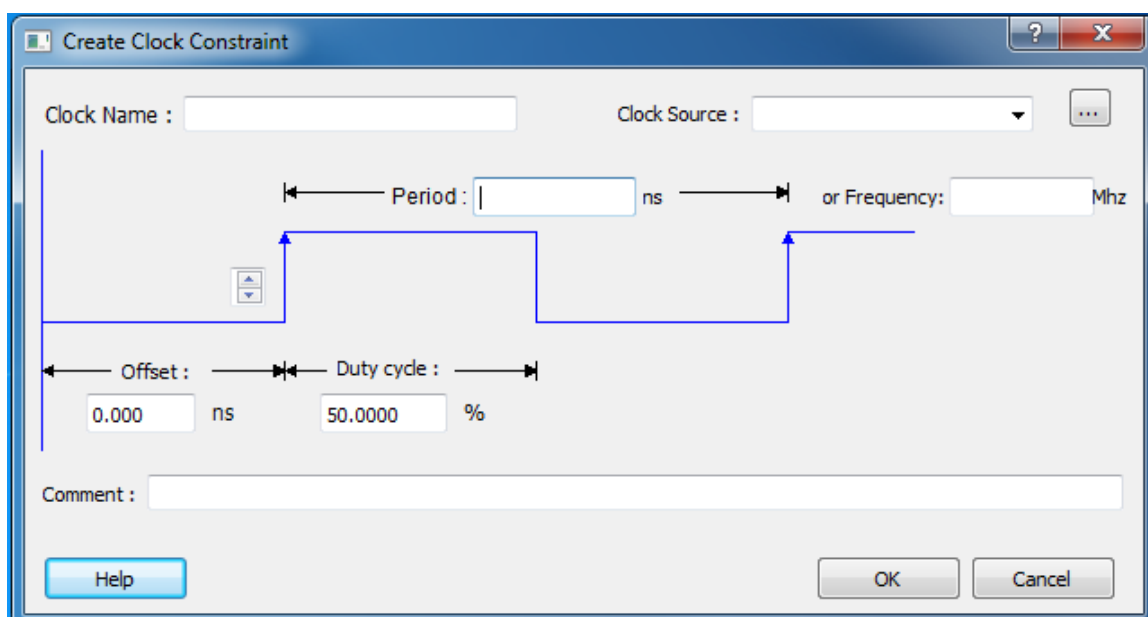 Create Clock Constraint
?
X
Clock Name :
Clock Source :
...
Period : ns
or Frequency: Mhz
Offset :
Duty cycle :
0.000 ns
50.0000 %
Comment :
Help
OK
Cancel